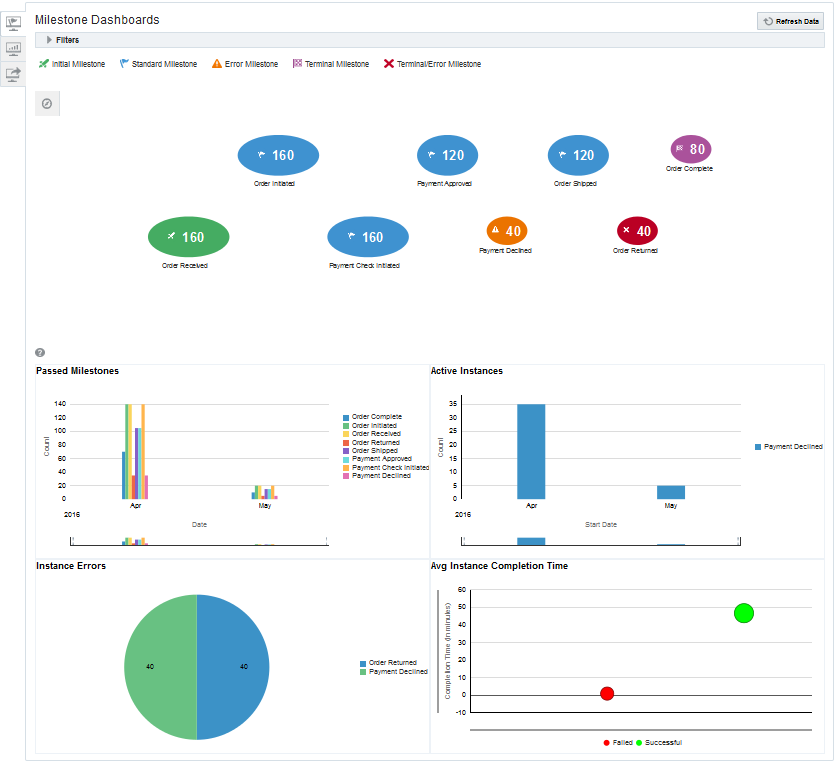 Milestone Dashboards
Refresh Data
Filters
Initial Milestone Standard Milestone Error Milestone Terminal Milestone Terminal/Error Milestone
160 120 120 80
Order Initiated Payment Approved Order Shipped Order Complete
160 160 40 40
Order Received Payment Check Initiated Payment Declined Order Returned
?
Passed Milestones
140
120
100
80
60
40
20
0
Count
Apr May
2016
Date
Order Complete
Order Initiated
Order Received
Order Returned
Order Shipped
Payment Approved
Payment Check Initiated
Payment Declined
Active Instances
35
30
25
20
15
10
5
0
Count
Apr May
2016
Start Date
Payment Declined
Instance Errors
40 40
Order Returned
Payment Declined
Avg Instance Completion Time
60
50
40
30
20
10
0
-10
Completion Time (in minutes)
Failed Successful